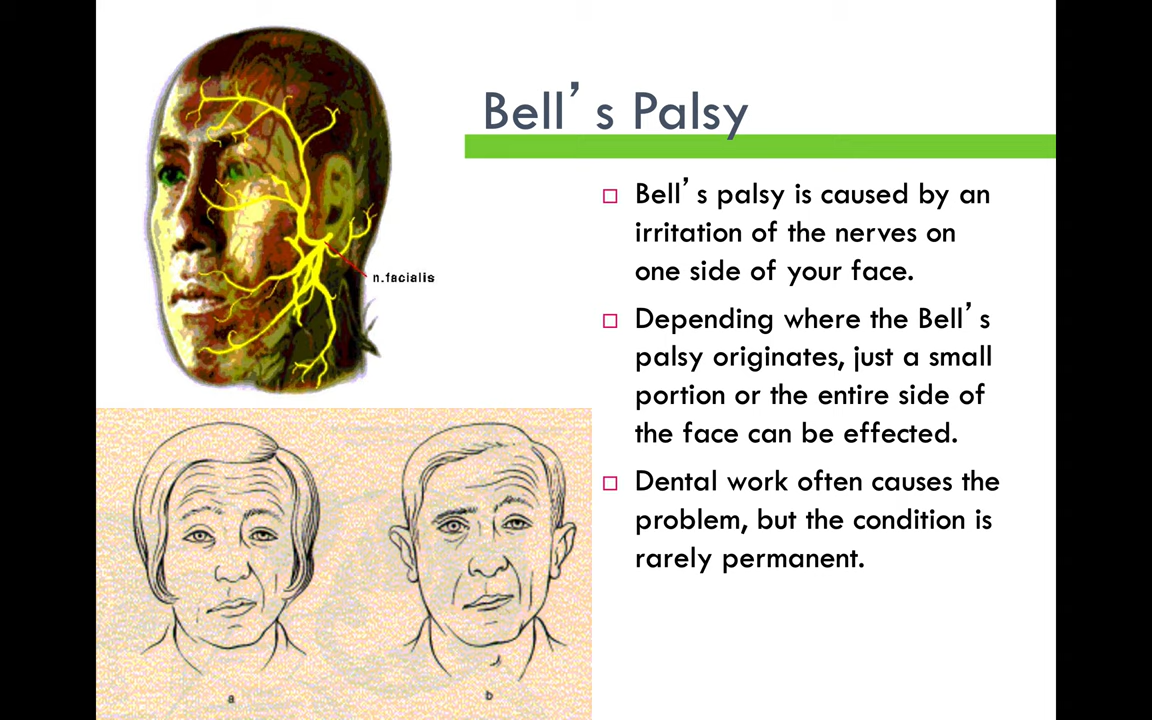 Bell’s Palsy
n.facialis
□ Bell’s palsy is caused by an
irritation of the nerves on
one side of your face.
□ Depending where the Bell’s
palsy originates, just a small
portion or the entire side of
the face can be effected.
□ Dental work often causes the
problem, but the condition is
rarely permanent.
a
b